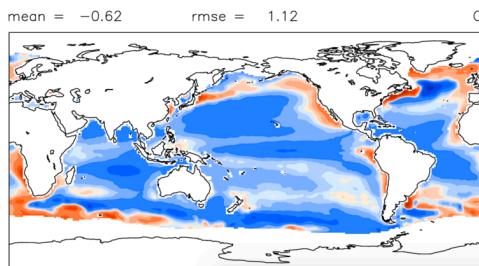 mean = −0.62 rmse = 1.12